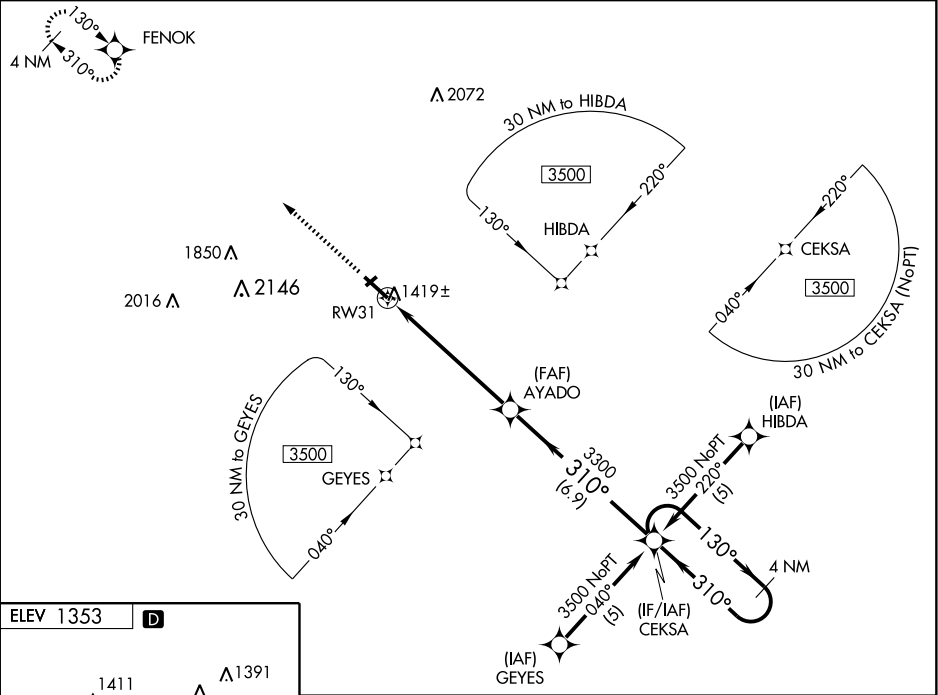 130°
FENOK
4 NM
310°
2072
30 NM to HIBDA
3500
220°
130°
HIBDA
220°
CEKSA
3500
040°
30 NM to CEKSA (NoPT)
1850
2146
2016
1419±
RW31
(FAF)
AYADO
130°
30 NM to GEYES
3500
GEYES
040°
(IAF)
HIBDA
3300
310°
(6.9)
3500 NoPT
220°
(5)
130°
4 NM
310°
3500 NoPT
040°
(5)
(IF/IAF)
CEKSA
(IAF)
GEYES
ELEV 1353
D
1391
1411